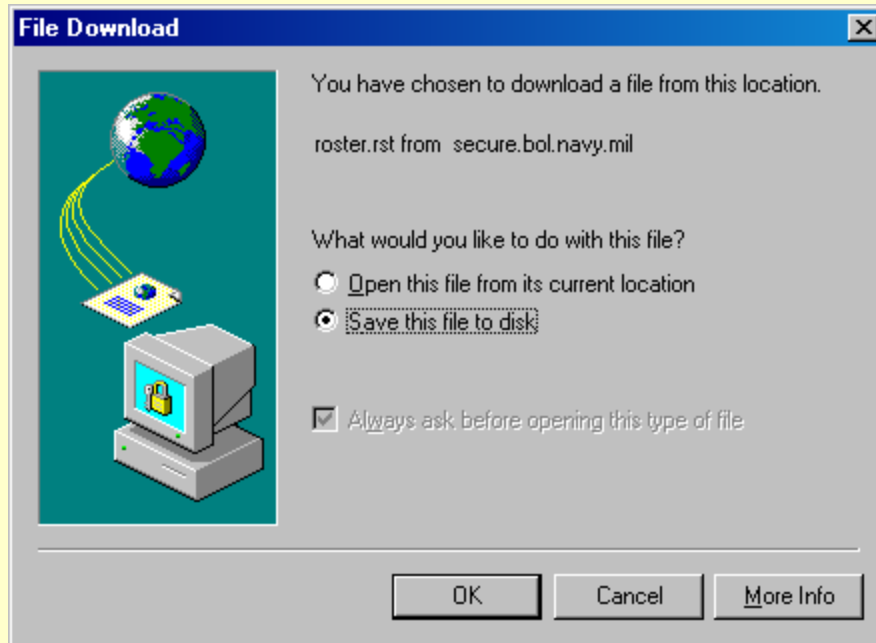 File Download
You have chosen to download a file from this location.
roster.rst from secure.bol.navy.mil
What would you like to do with this file?
Open this file from its current location
Save this file to disk
Always ask before opening this type of file
OK Cancel More Info